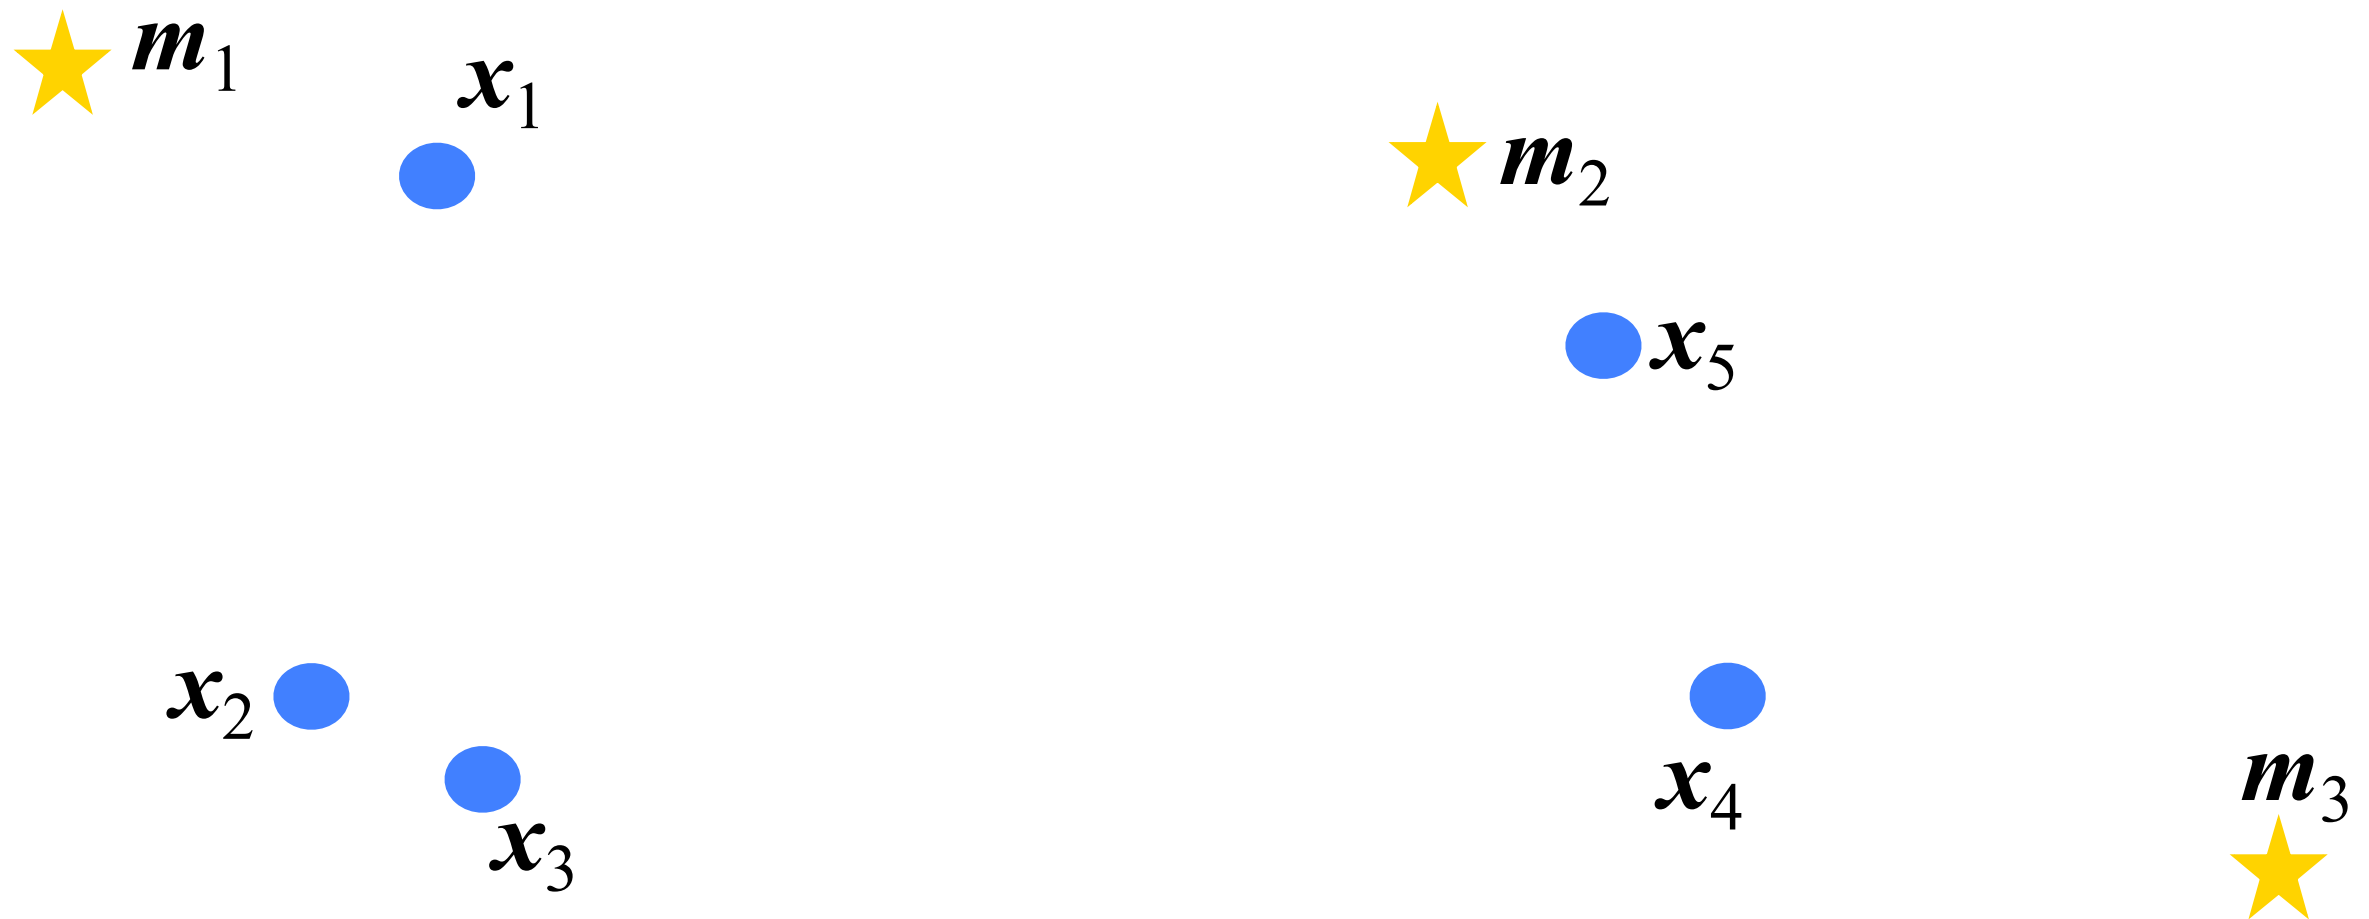 m₁
x₁
m₂
x₅
x₂
x₃
x₄
m₃